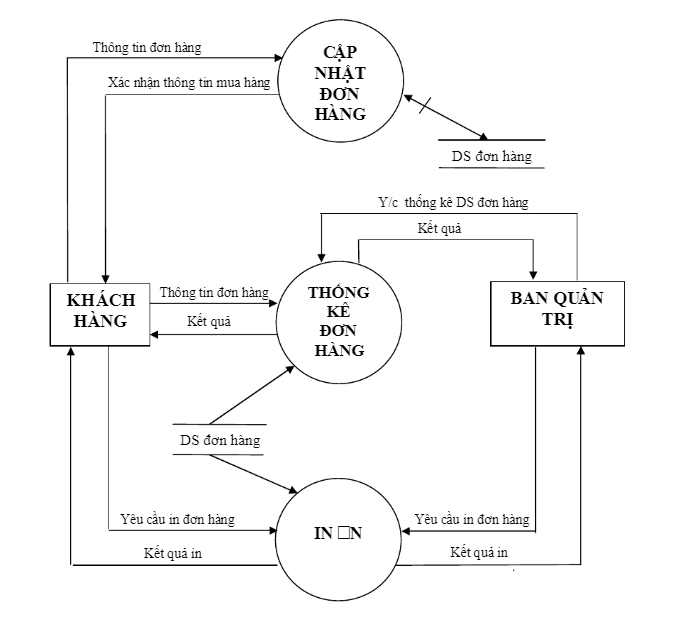 Thông tin đơn hàng
CẬP
NHẬT
ĐƠN
HÀNG
Xác nhận thông tin mua hàng
DS đơn hàng
Y/c thống kê DS đơn hàng
Kết quả
KHÁCH
HÀNG
Thông tin đơn hàng
Kết quả
THỐNG
KÊ
ĐƠN
HÀNG
BAN QUẢN
TRỊ
DS đơn hàng
Yêu cầu in đơn hàng
IN □N
Yêu cầu in đơn hàng
Kết quả in
Kết quả in